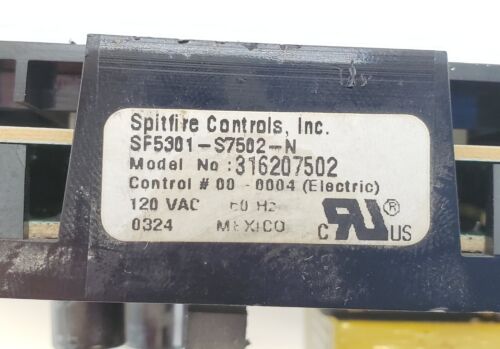 Spitfire Controls, Inc.
SF5301-S7502-N
Model No :316207502
Control # 00 -0004 (Electric)
120 VAC 60 HZ
0324 MEXICO
C RU ® US